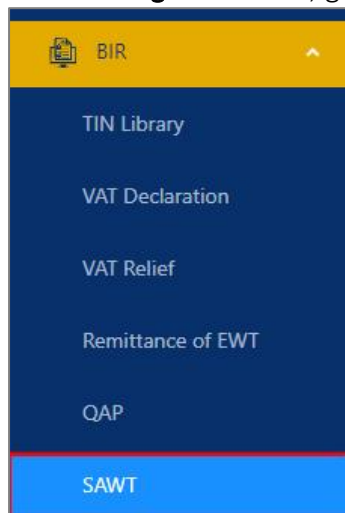 BIR
TIN Library
VAT Declaration
VAT Relief
Remittance of EWT
QAP
SAWT